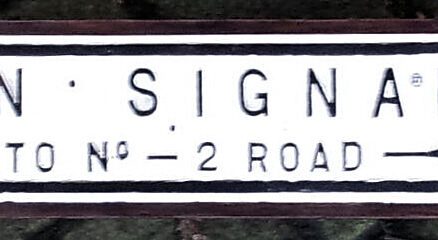 N · SIGNA
TO Nº — 2 ROAD —